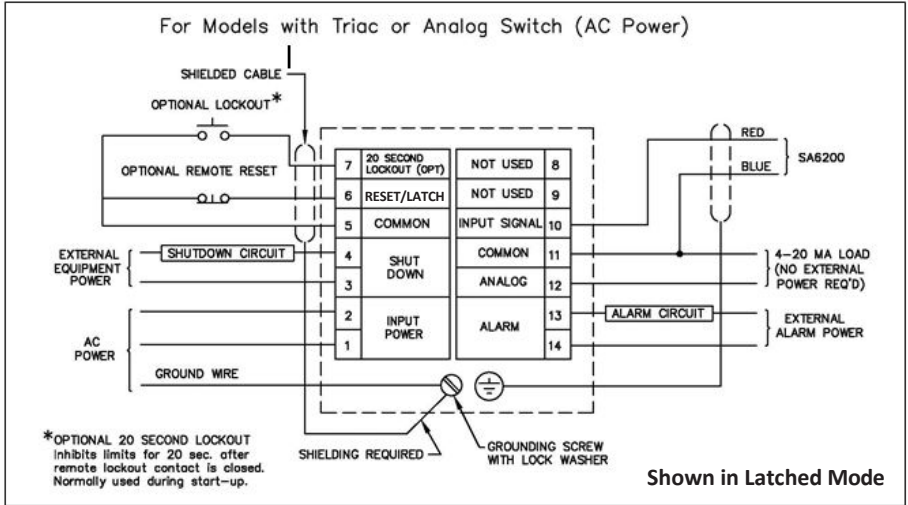 For Models with Triac or Analog Switch (AC Power)
SHIELDED CABLE
OPTIONAL LOCKOUT*
OPTIONAL REMOTE RESET
7 20 SECOND
LOCKOUT (OPT)
6 RESET/LATCH
5 COMMON
4
SHUT
DOWN
3
2
INPUT
POWER
1
NOT USED 8
NOT USED 9
INPUT SIGNAL 10
COMMON 11
ANALOG 12
13
ALARM
14
RED
BLUE
SA6200
EXTERNAL
EQUIPMENT
POWER
SHUTDOWN CIRCUIT
4-20 MA LOAD
(NO EXTERNAL
POWER REQ'D)
ALARM CIRCUIT
EXTERNAL
ALARM POWER
AC
POWER
GROUND WIRE
*OPTIONAL 20 SECOND LOCKOUT
Inhibits limits for 20 sec. after
remote lockout contact is closed.
Normally used during start-up.
SHIELDING REQUIRED
GROUNDING SCREW
WITH LOCK WASHER
Shown in Latched Mode